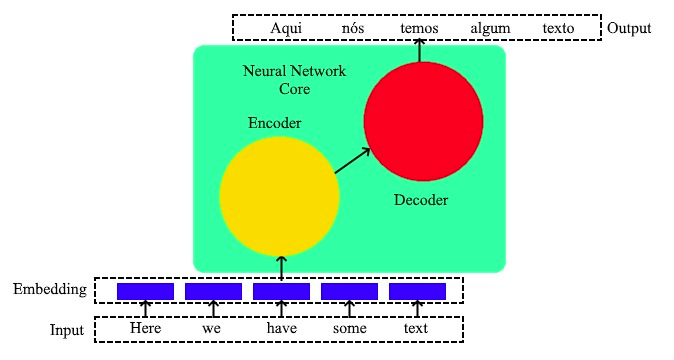 Aqui nós temos algum texto Output
Neural Network
Core
Encoder
Decoder
Embedding
Input Here we have some text